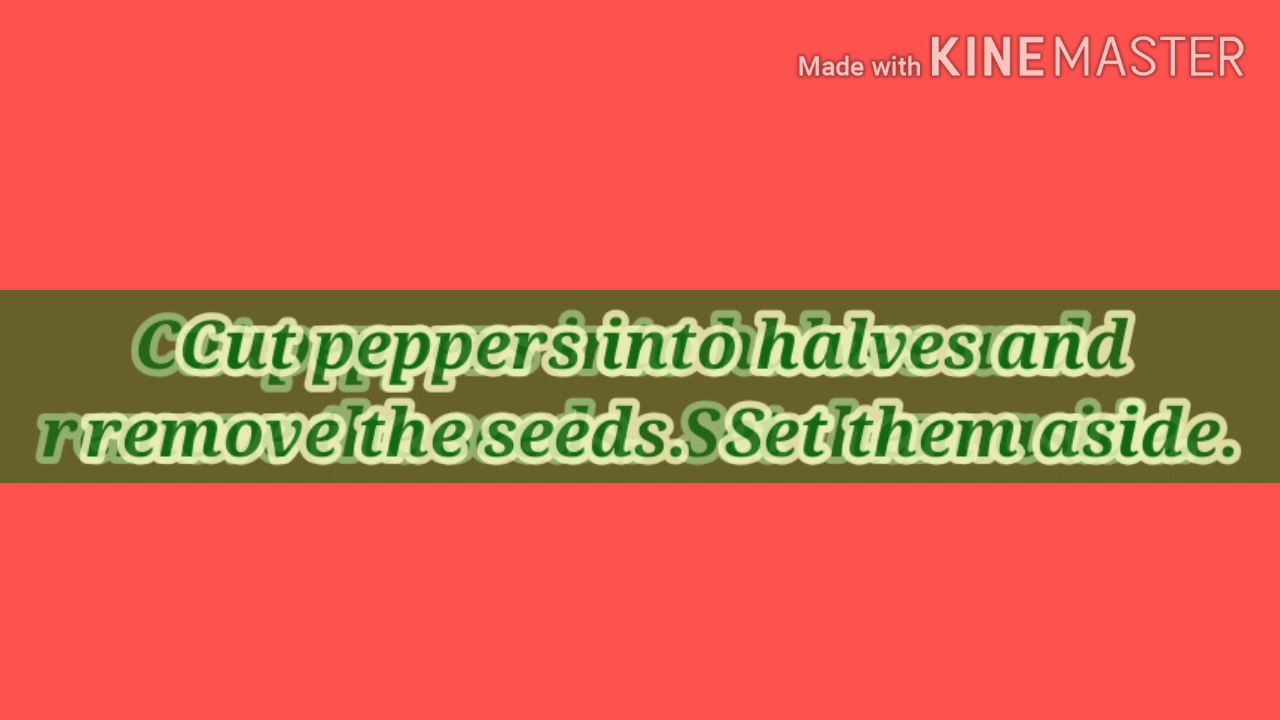 Made with KINEMASTER
Cut peppers into halves and
remove the seeds. Set them aside.